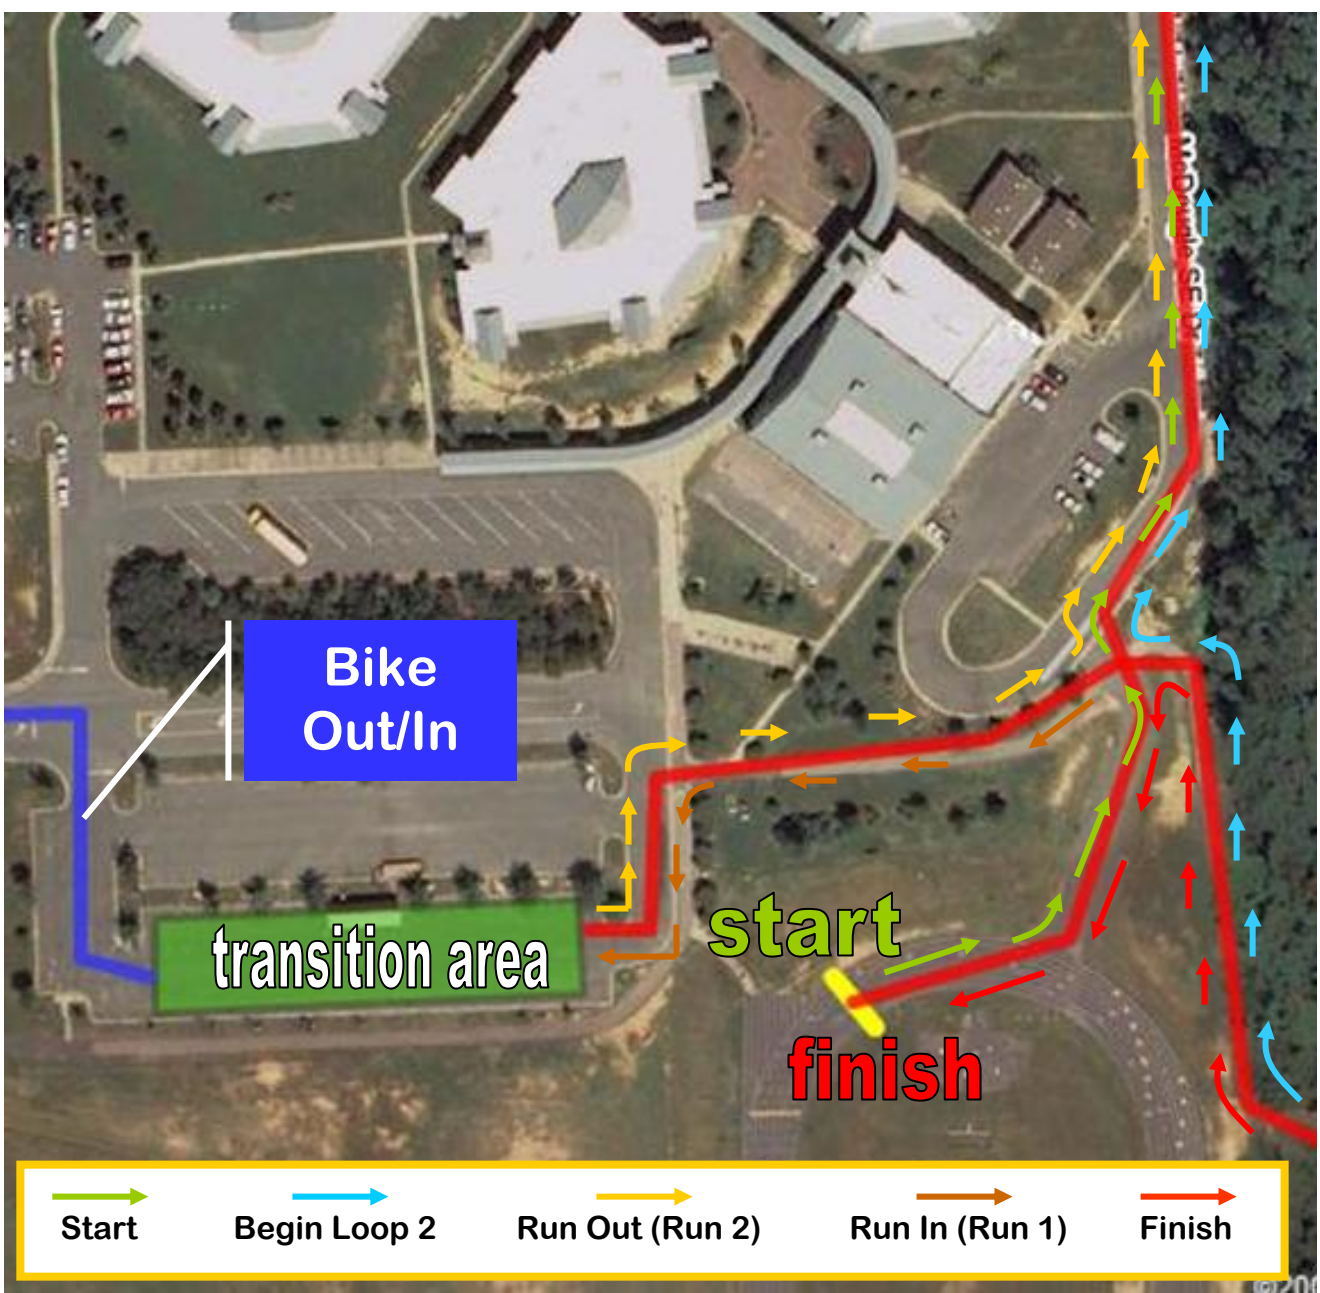 Bike
Out/In
start
transition area
finish
Start
Begin Loop 2
Run Out (Run 2)
Run In (Run 1)
Finish